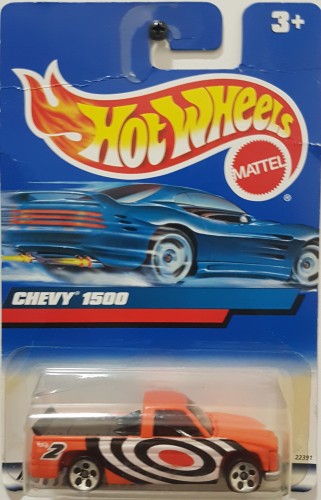 3+
HOT WHEELS
MATTEL
®
CHEVY® 1500
2
22391